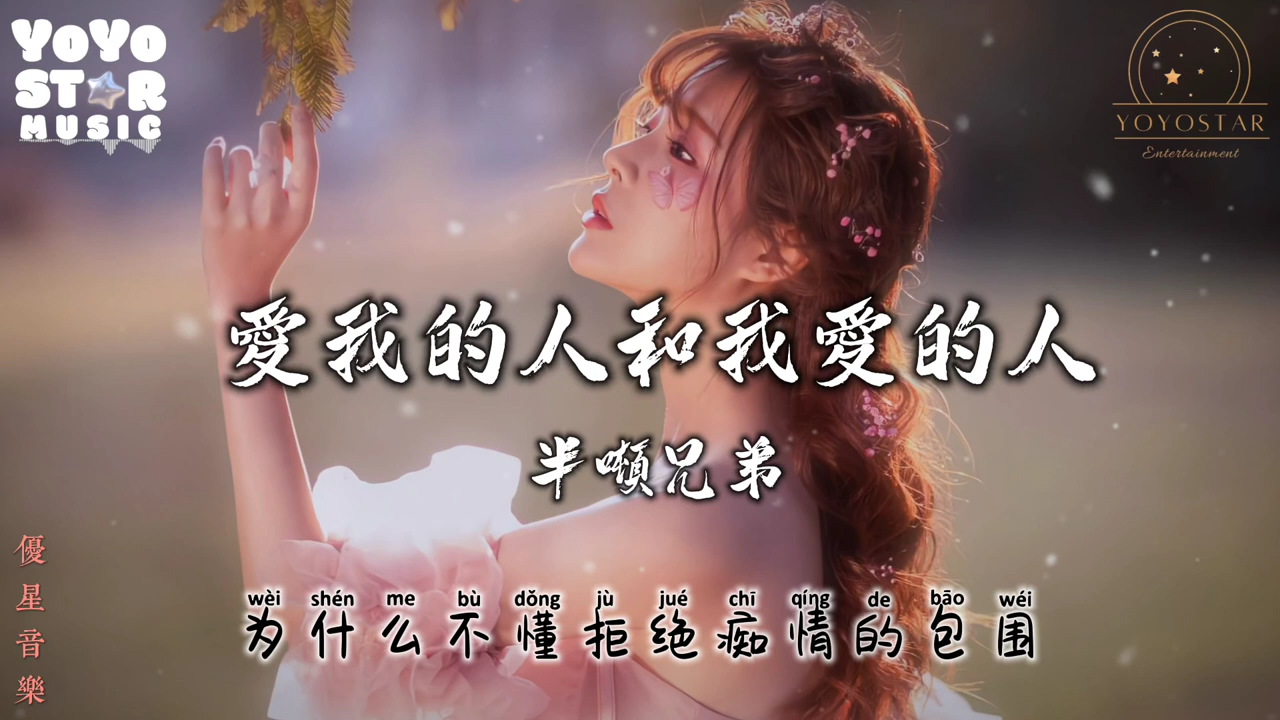 YOYO
STAR
MUSIC
YOYOSTAR
Entertainment
愛我的人和我愛的人
半噸兄弟
優星音樂
wèi shén me bù dǒng jù jué chī qíng de bāo wéi
为什么不懂拒绝痴情的包围